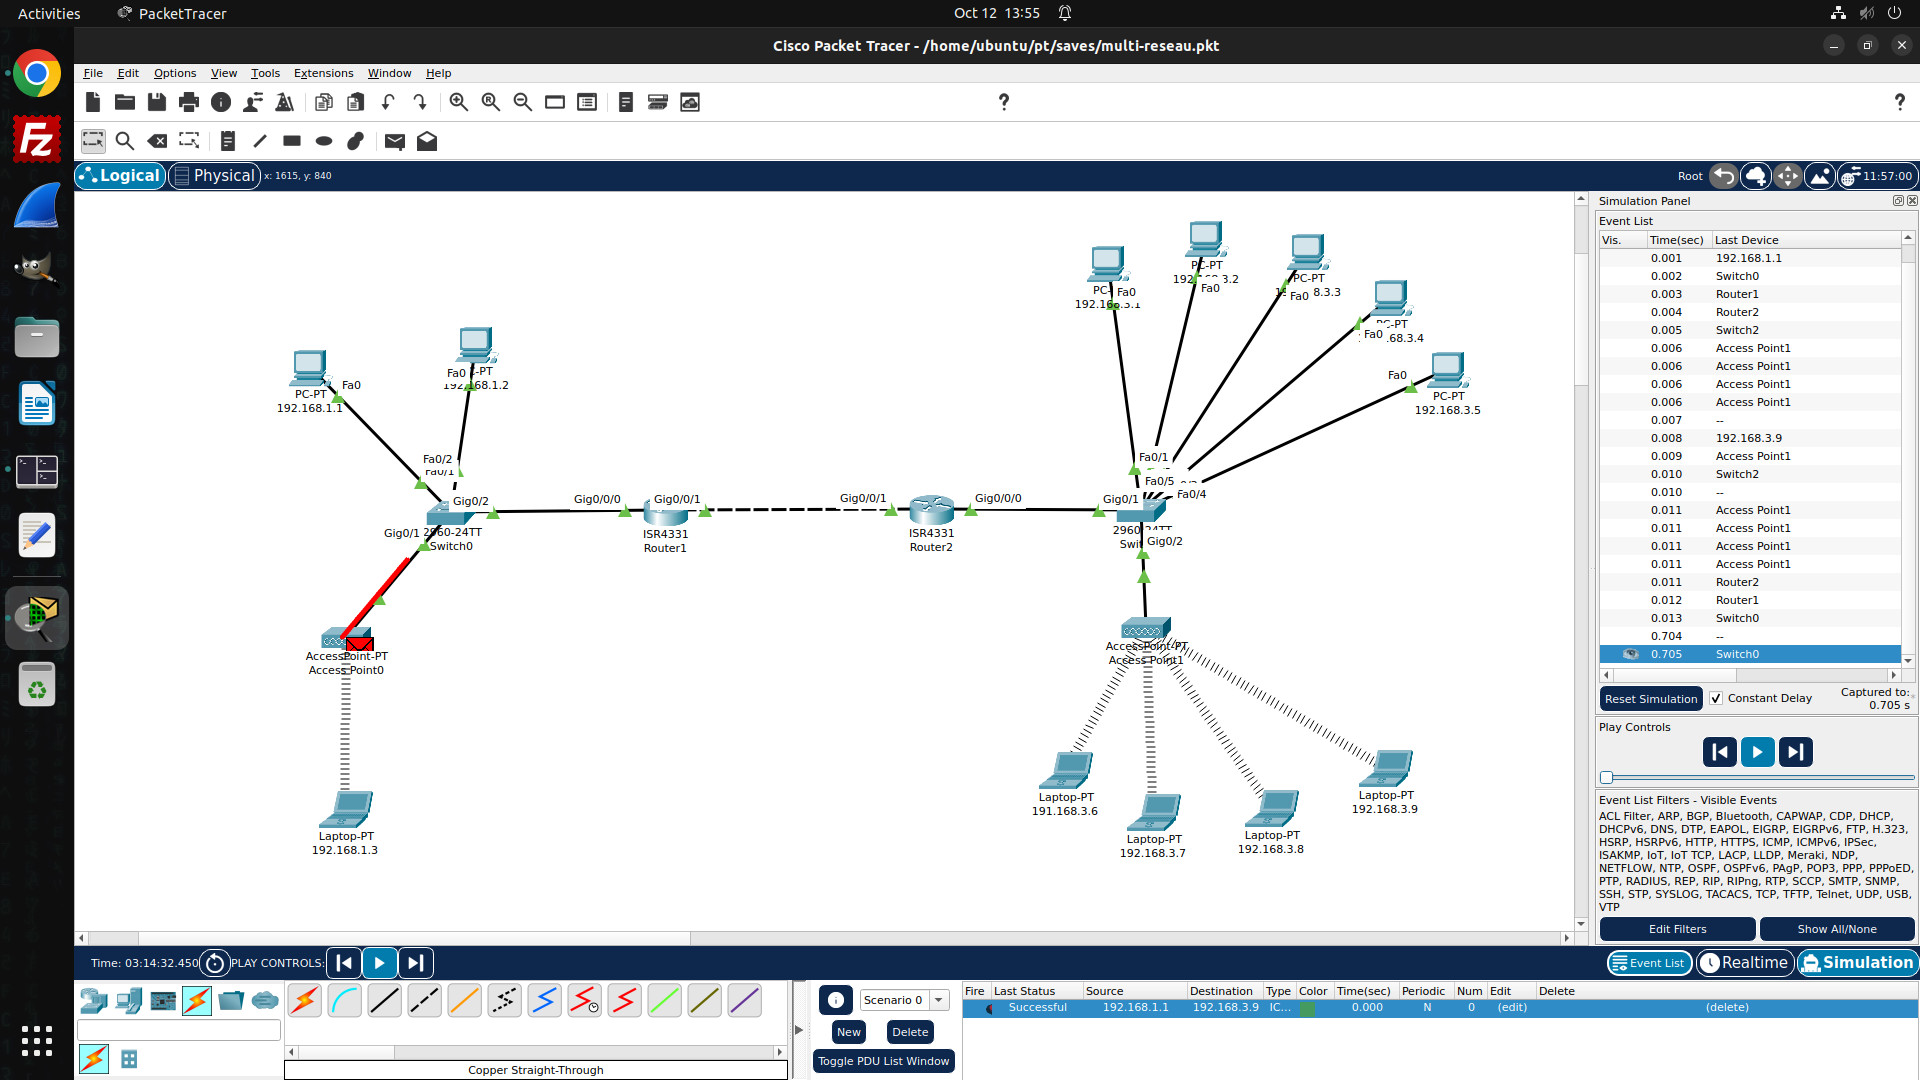 Activities
PacketTracer
Oct 12 13:55
Cisco Packet Tracer - /home/ubuntu/pt/saves/multi-reseau.pkt
File Edit Options View Tools Extensions Window Help
? ?
Logical Physical x: 1615, y: 840
Root 11:57:00
PC-PT
192.168.1.1
Fa0
Fa0
192.168.1.2
Fa0/2
Fa0/1
Gig0/2
Gig0/1
2960-24TT
Switch0
Gig0/0/0
Gig0/0/1
ISR4331
Router1
Gig0/0/1
Gig0/0/0
ISR4331
Router2
Gig0/1
Fa0/1
Fa0/5
Fa0/4
Gig0/2
Fa0
192.168.3.1
PC-PT
Fa0
PC-PT
Fa0
8.3.3
PC-PT
Fa0
.68.3.4
Fa0
PC-PT
192.168.3.5
AccessPoint-PT
Access Point0
Laptop-PT
192.168.1.3
AccessPoint-PT
Access Point1
Laptop-PT
191.168.3.6
Laptop-PT
192.168.3.7
Laptop-PT
192.168.3.8
Laptop-PT
192.168.3.9
Simulation Panel
Event List
Vis. Time(sec) Last Device
0.001 192.168.1.1
0.002 Switch0
0.003 Router1
0.004 Router2
0.005 Switch2
0.006 Access Point1
0.006 Access Point1
0.006 Access Point1
0.006 Access Point1
0.007 --
0.008 192.168.3.9
0.009 Access Point1
0.010 Switch2
0.010 --
0.011 Access Point1
0.011 Access Point1
0.011 Access Point1
0.011 Access Point1
0.011 Router2
0.012 Router1
0.013 Switch0
0.704 --
0.705 Switch0
Reset Simulation Constant Delay Captured to:
0.705 s
Play Controls
Event List Filters - Visible Events
ACL Filter, ARP, BGP, Bluetooth, CAPWAP, CDP, DHCP,
DHCPv6, DNS, DTP, EAPOL, EIGRP, EIGRPv6, FTP, H.323,
HSRP, HSRPv6, HTTP, HTTPS, ICMP, ICMPv6, IPSec,
ISAKMP, IoT, IoT TCP, LACP, LLDP, Meraki, NDP,
NETFLOW, NTP, OSPF, OSPFv6, PAgP, POP3, PPP, PPPoED,
PTP, RADIUS, REP, RIP, RIPng, RTP, SCCP, SMTP, SNMP,
SSH, STP, SYSLOG, TACACS, TCP, TFTP, Telnet, UDP, USB,
VTP
Edit Filters Show All/None
Time: 03:14:32.450 PLAY CONTROLS:
Event List Realtime Simulation
Copper Straight-Through
Scenario 0
New Delete
Toggle PDU List Window
Fire Last Status Source Destination Type Color Time(sec) Periodic Num Edit Delete
Successful 192.168.1.1 192.168.3.9 IC... 0.000 N 0 (edit) (delete)